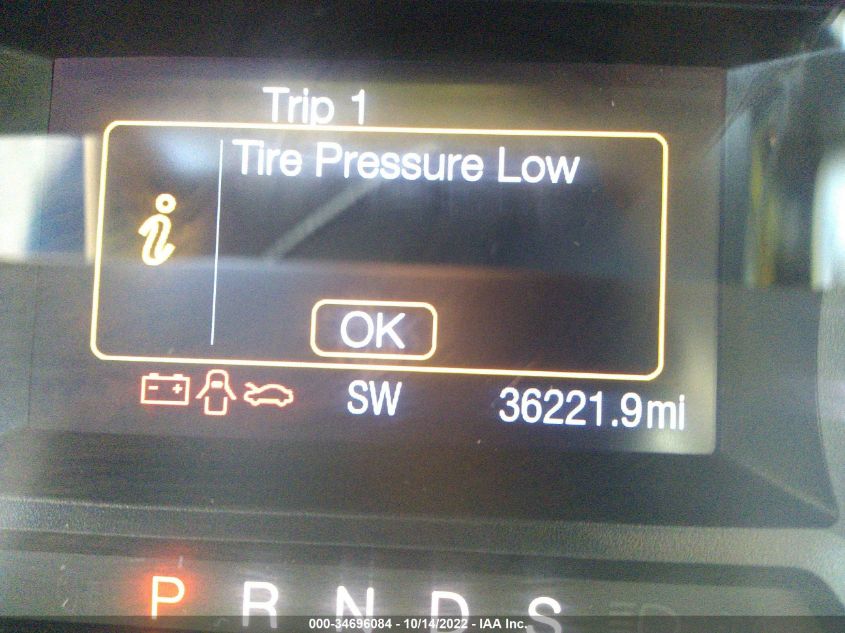 Trip 1
Tire Pressure Low
OK
SW 36221.9mi
P R N D S
000-34696084 - 10/14/2022 - IAA Inc.